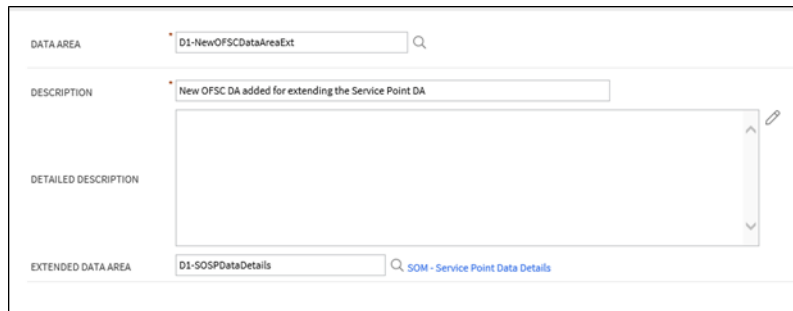 DATA AREA * D1-NewOFSCDataAreaExt
DESCRIPTION * New OFSC DA added for extending the Service Point DA
DETAILED DESCRIPTION
EXTENDED DATA AREA D1-SOSPDataDetails SOM - Service Point Data Details